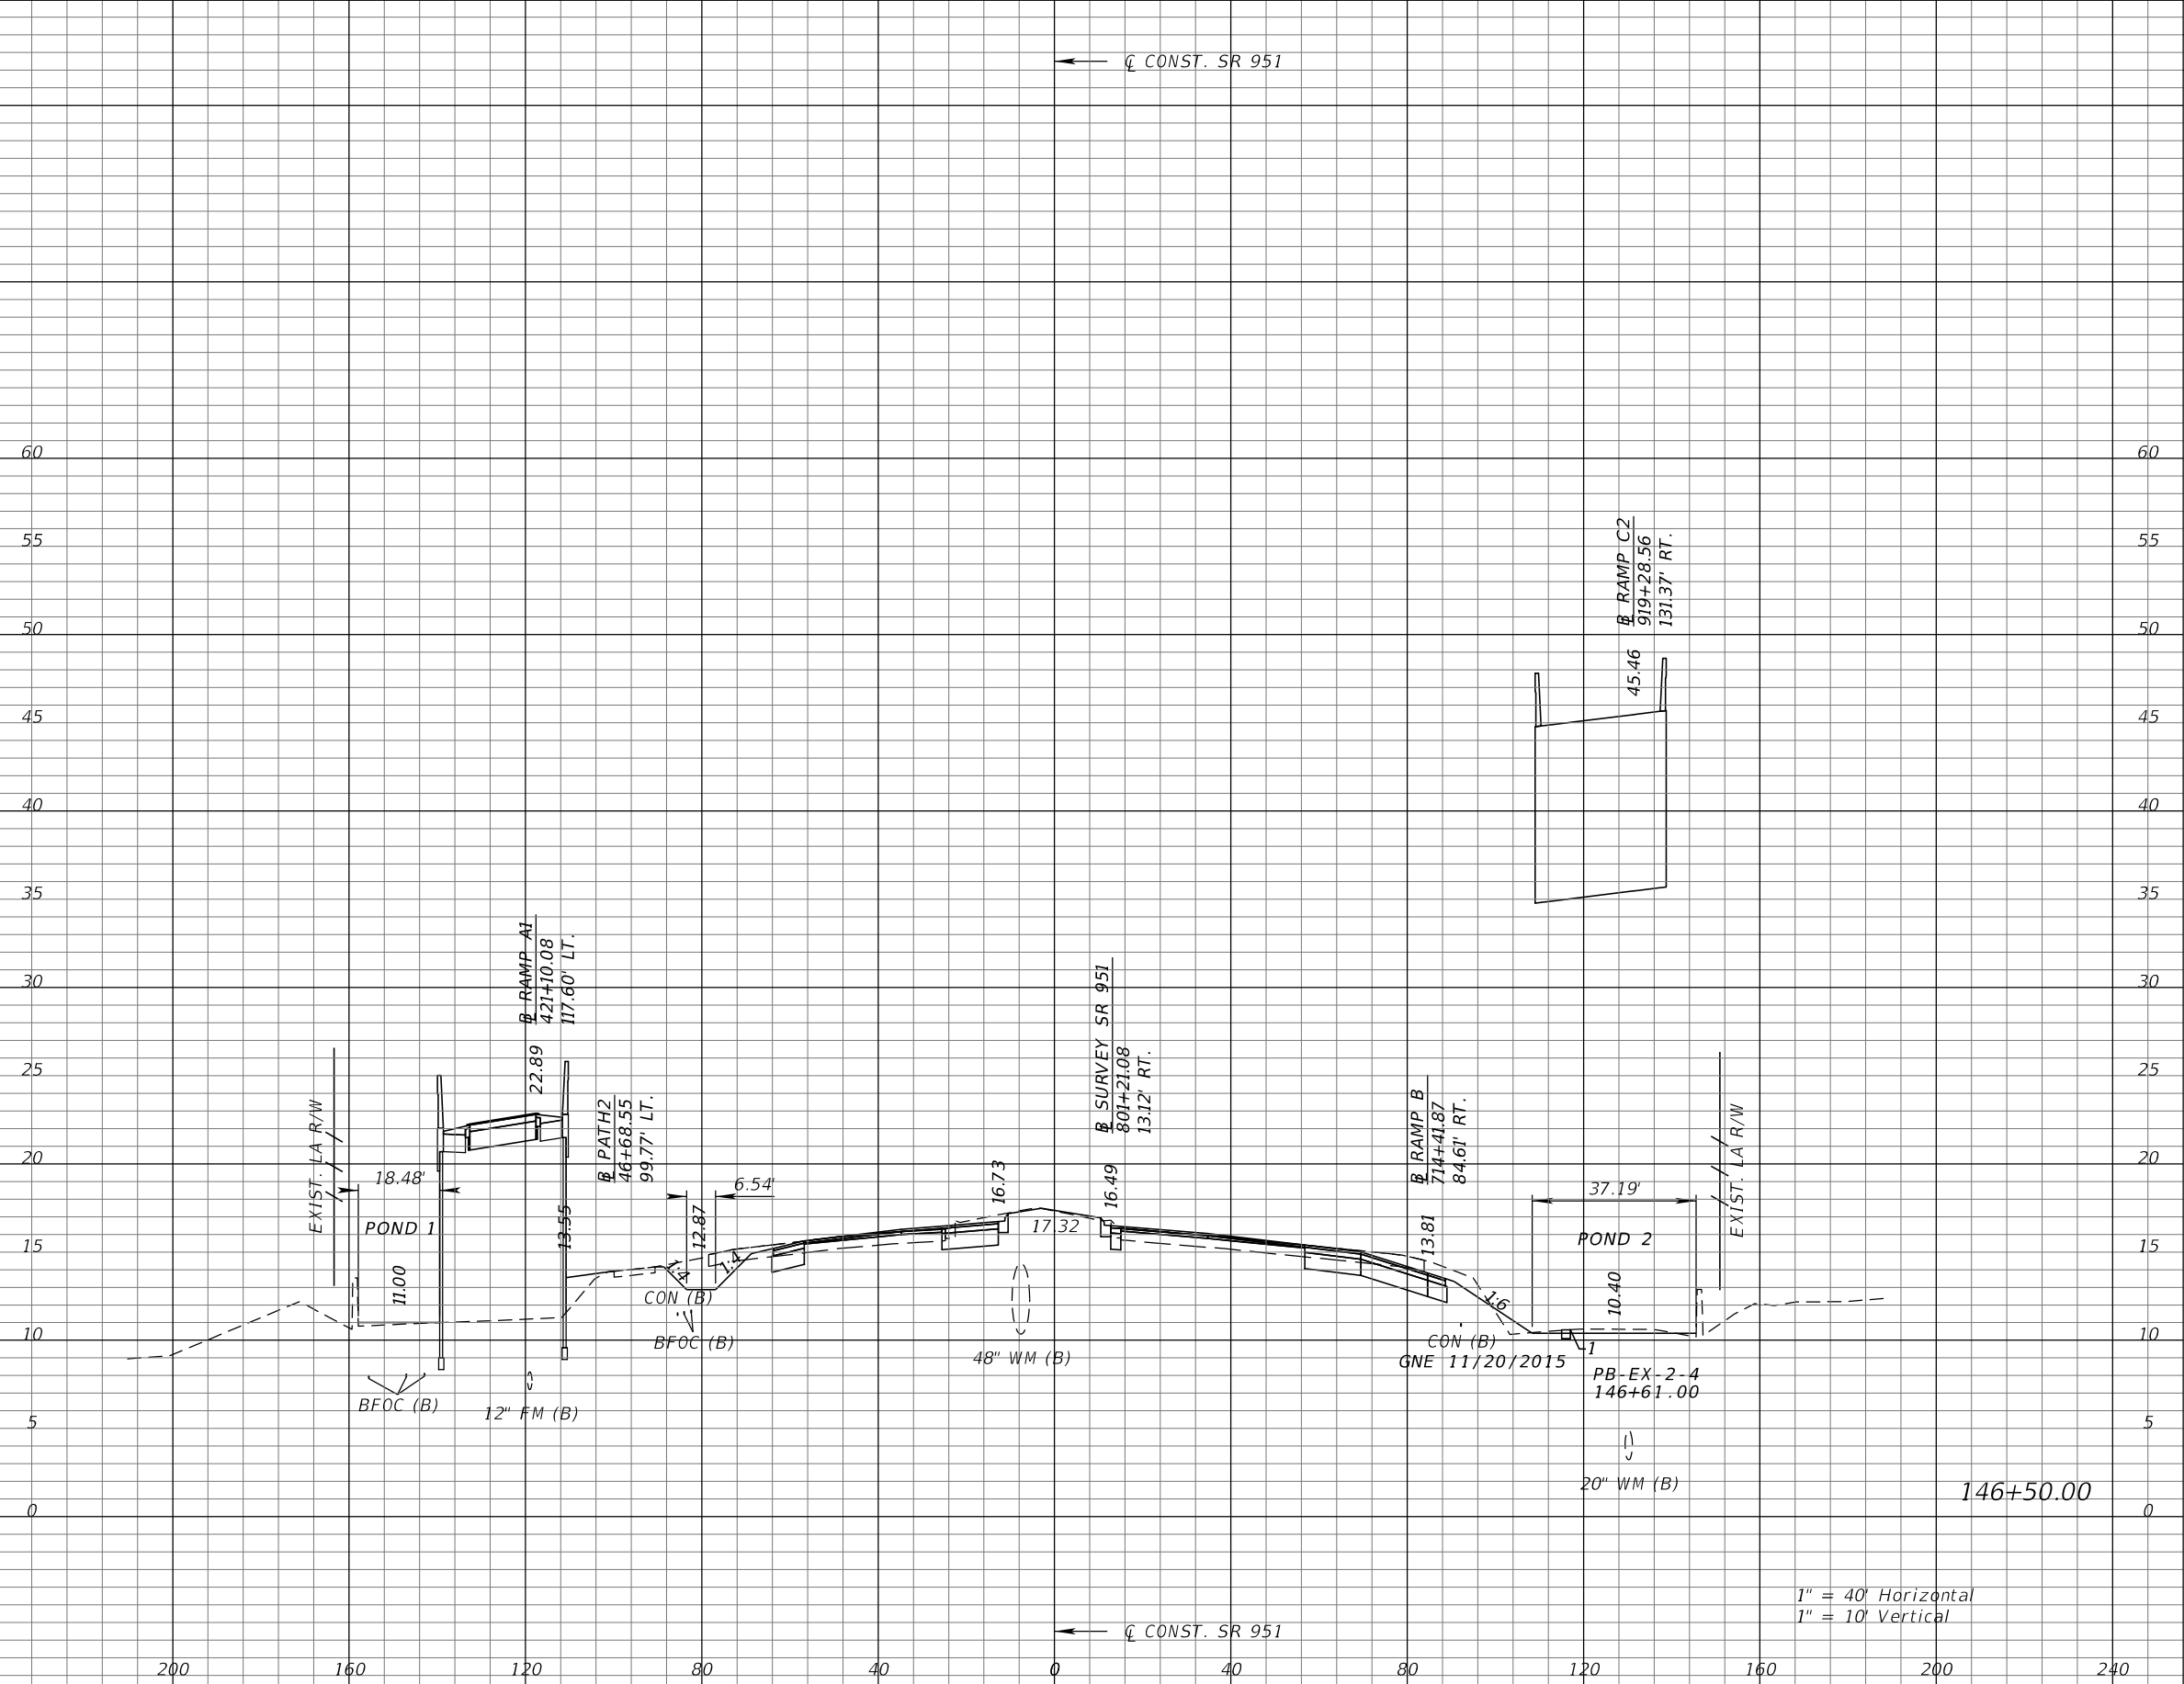 ℄ CONST. SR 951
60 60
55 55
50 50
45 45
40 40
35 35
30 30
25 25
20 20
15 15
10 10
5 5
0 0
B RAMP C2
919+28.56
131.37' RT.
45.46
B RAMP A1
421+10.08
117.60' LT.
22.89
B PATH2
46+68.55
99.77' LT.
B SURVEY SR 951
801+21.08
13.12' RT.
B RAMP B
714+41.87
84.61' RT.
EXIST. LA R/W
18.48'
POND 1
11.00
13.55
6.54'
12.87
1:4
1:4
16.73
17.32
16.49
13.81
1:6
37.19'
POND 2
10.40
EXIST. LA R/W
CON (B)
BFOC (B)
BFOC (B)
12" FM (B)
48" WM (B)
CON (B)
GNE 11/20/2015
1
PB-EX-2-4
146+61.00
20" WM (B)
146+50.00
1" = 40' Horizontal
1" = 10' Vertical
℄ CONST. SR 951
200 160 120 80 40 0 40 80 120 160 200 240